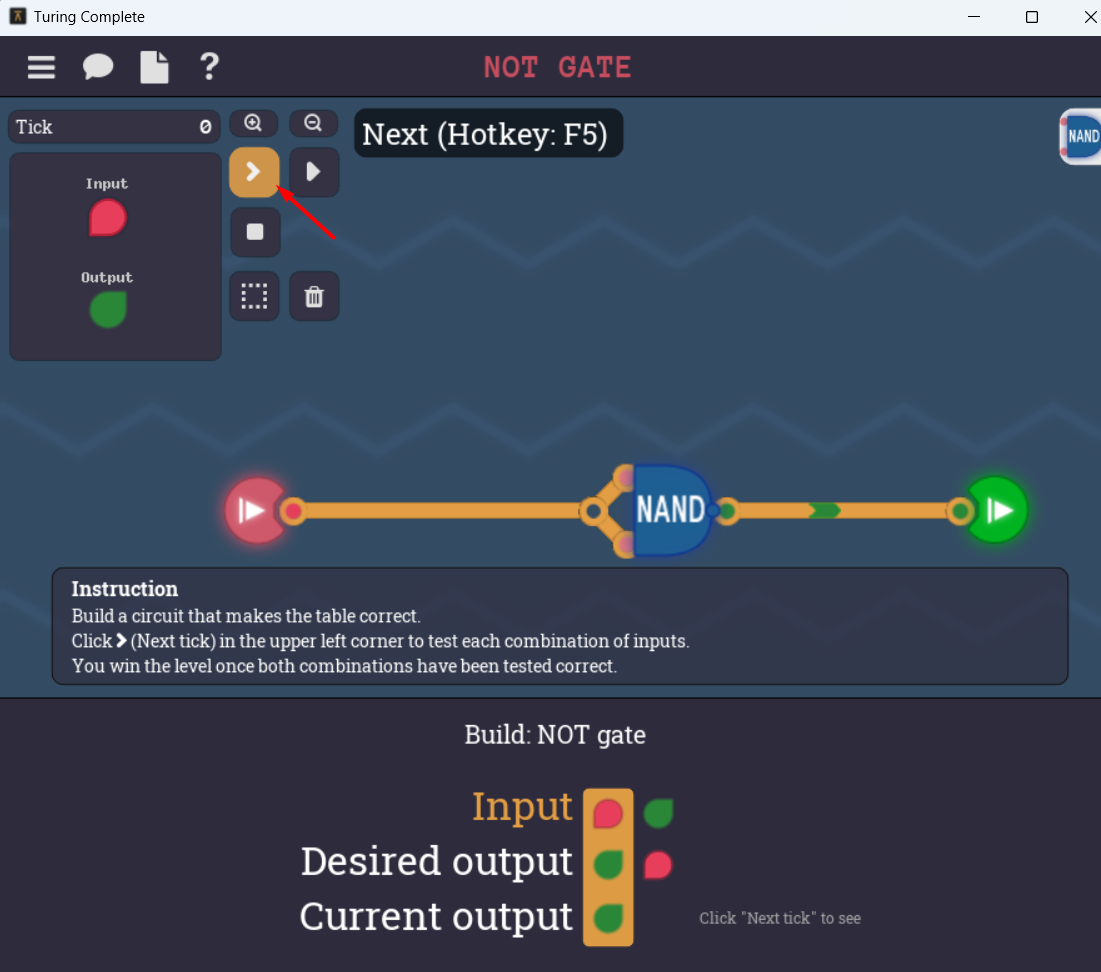 Turing Complete
NOT GATE
Tick 0
Next (Hotkey: F5)
NAND
Input
Output
NAND
Instruction
Build a circuit that makes the table correct.
Click (Next tick) in the upper left corner to test each combination of inputs.
You win the level once both combinations have been tested correct.
Build: NOT gate
Input
Desired output
Current output
Click "Next tick" to see